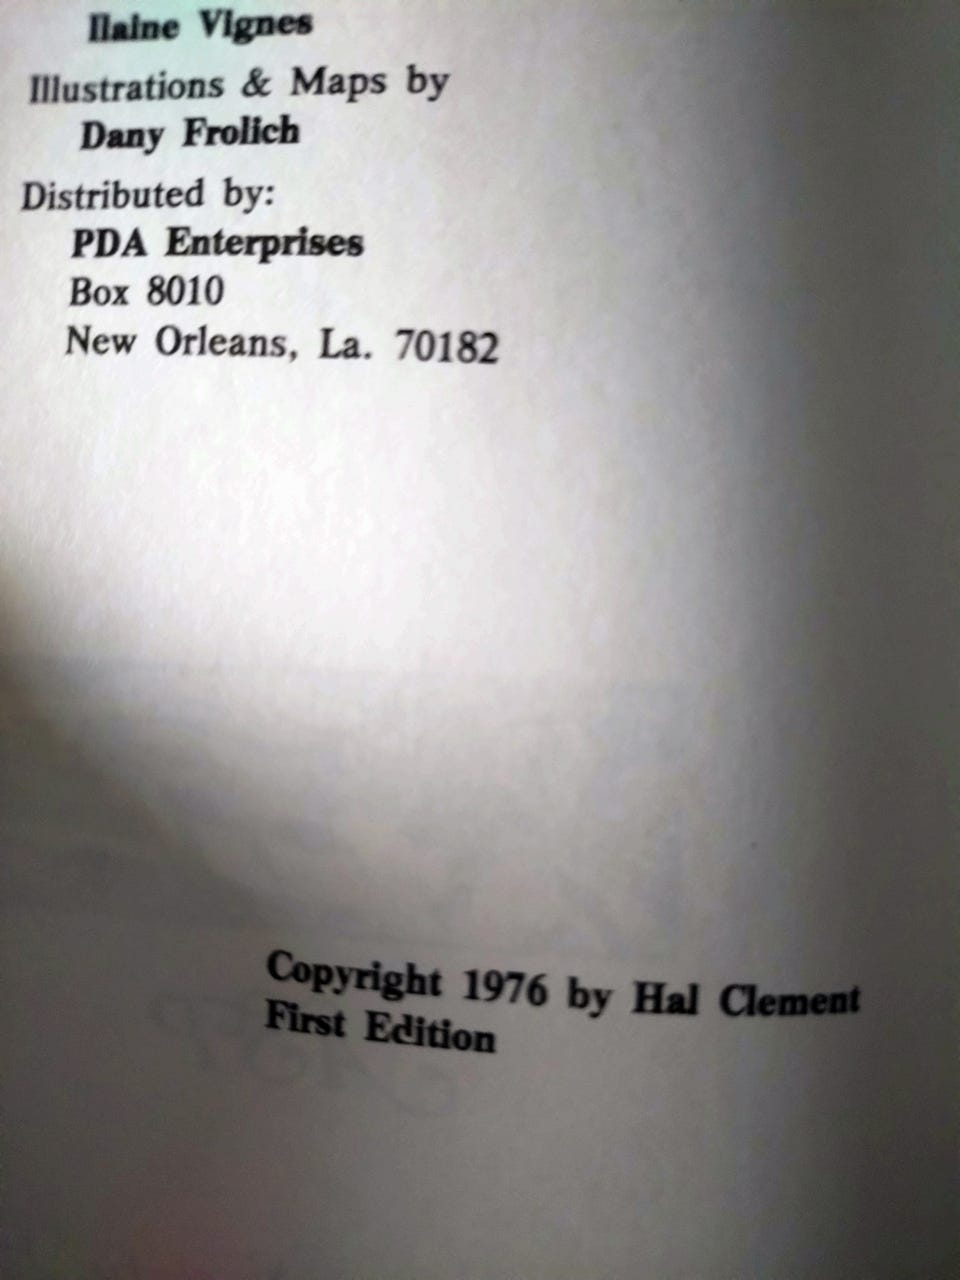 Ilaine Vignes
Illustrations & Maps by
Dany Frolich
Distributed by:
PDA Enterprises
Box 8010
New Orleans, La. 70182
Copyright 1976 by Hal Clement
First Edition